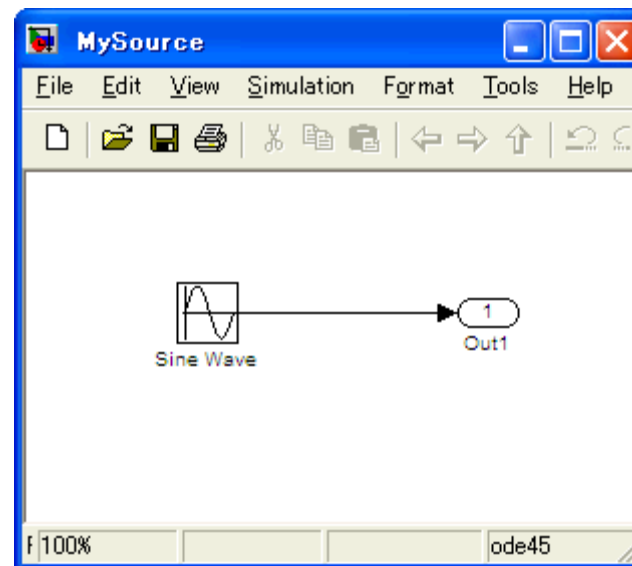 MySource
File Edit View Simulation Format Tools Help
1
Sine Wave
Out1
100% ode45